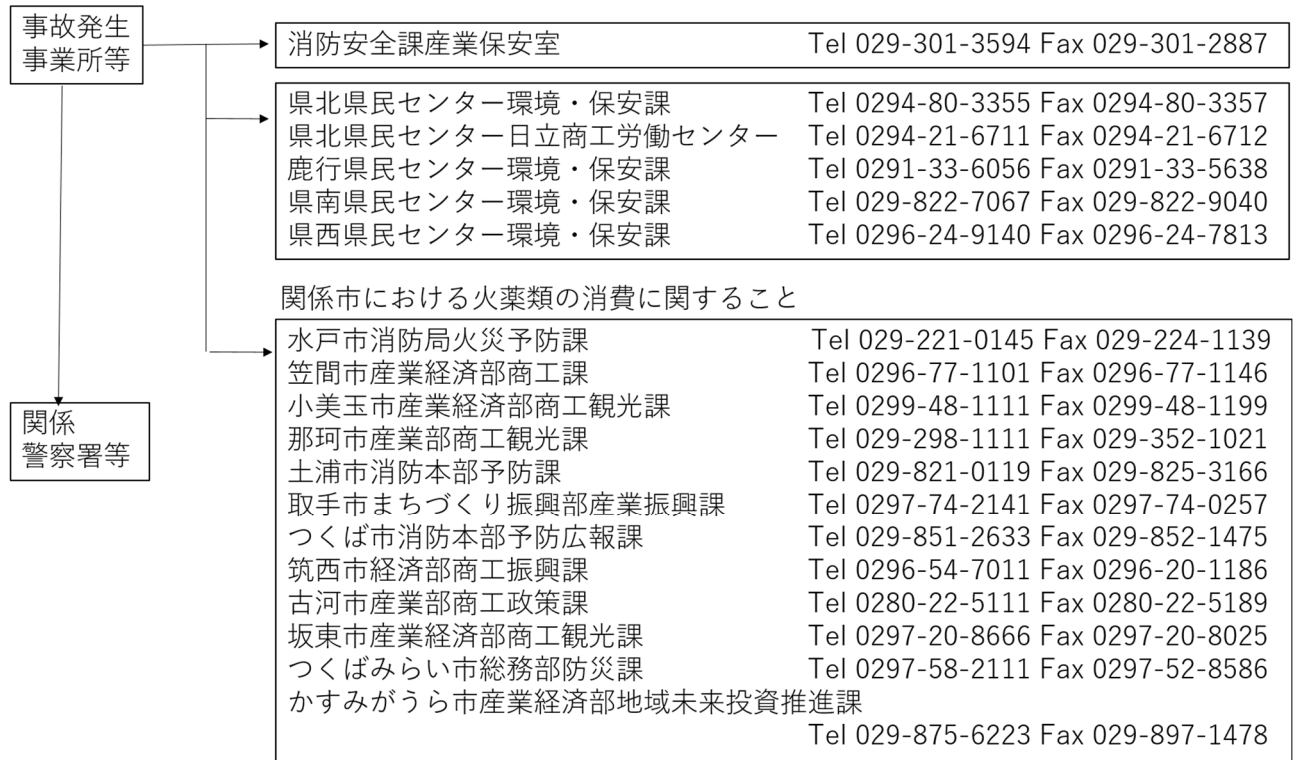 事故発生
事業所等
消防安全課産業保安室 Tel 029-301-3594 Fax 029-301-2887
県北県民センター環境・保安課 Tel 0294-80-3355 Fax 0294-80-3357
県北県民センター日立商工労働センター Tel 0294-21-6711 Fax 0294-21-6712
鹿行県民センター環境・保安課 Tel 0291-33-6056 Fax 0291-33-5638
県南県民センター環境・保安課 Tel 029-822-7067 Fax 029-822-9040
県西県民センター環境・保安課 Tel 0296-24-9140 Fax 0296-24-7813
関係市における火薬類の消費に関すること
水戸市消防局火災予防課 Tel 029-221-0145 Fax 029-224-1139
笠間市産業経済部商工課 Tel 0296-77-1101 Fax 0296-77-1146
小美玉市産業経済部商工観光課 Tel 0299-48-1111 Fax 0299-48-1199
那珂市産業部商工観光課 Tel 029-298-1111 Fax 029-352-1021
土浦市消防本部予防課 Tel 029-821-0119 Fax 029-825-3166
取手市まちづくり振興部産業振興課 Tel 0297-74-2141 Fax 0297-74-0257
つくば市消防本部予防広報課 Tel 029-851-2633 Fax 029-852-1475
筑西市経済部商工振興課 Tel 0296-54-7011 Fax 0296-20-1186
古河市産業部商工政策課 Tel 0280-22-5111 Fax 0280-22-5189
坂東市産業経済部商工観光課 Tel 0297-20-8666 Fax 0297-20-8025
つくばみらい市総務部防災課 Tel 0297-58-2111 Fax 0297-52-8586
かすみがうら市産業経済部地域未来投資推進課
Tel 029-875-6223 Fax 029-897-1478
関係
警察署等